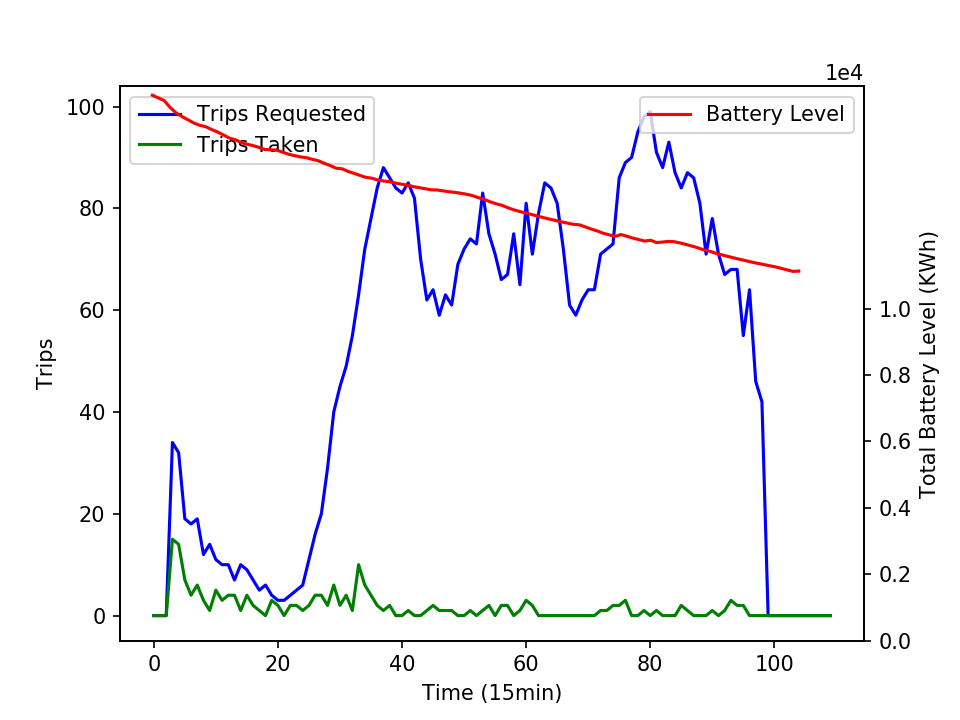 1e4
Trips Requested
Trips Taken
Battery Level
100
80
60
40
20
0
Trips
1.0
0.8
0.6
0.4
0.2
0.0
Total Battery Level (KWh)
0 20 40 60 80 100
Time (15min)